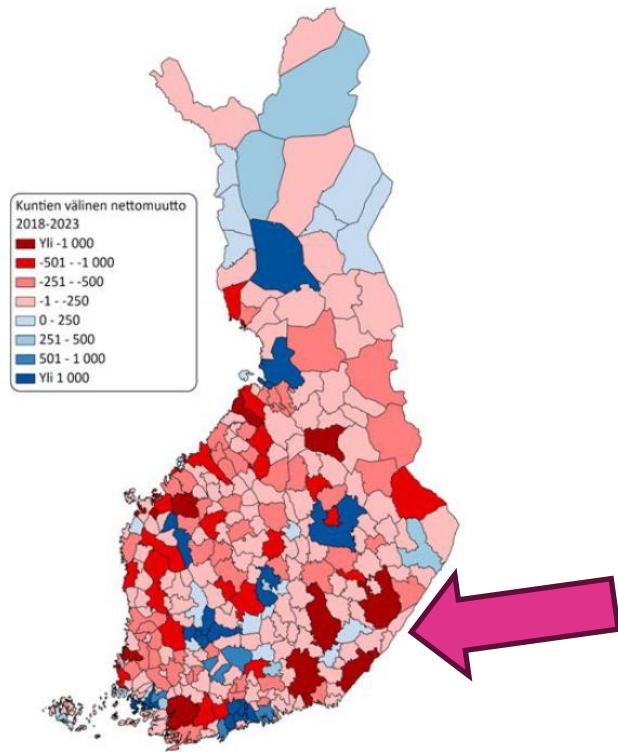 Kuntien välinen nettomuutto
2018-2023
Yli -1 000
-501 - -1 000
-251 - -500
-1 - -250
0 - 250
251 - 500
501 - 1 000
Yli 1 000